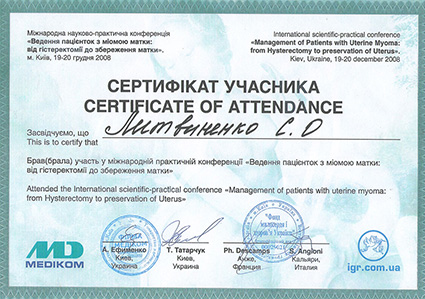 Міжнародна науково-практична конференція
«Ведення пацієнток з міомою матки:
від гістеректомії до збереження матки».
м. Київ, 19-20 грудня 2008
International scientific-practical conference
«Management of Patients with Uterine Myoma:
from Hysterectomy to preservation of Uterus».
Kiev, Ukraine, 19-20 december 2008
СЕРТИФІКАТ УЧАСНИКА
CERTIFICATE OF ATTENDANCE
Засвідчуємо, що
This is to certify that
Литвиненко С.О
Брав(брала) участь у міжнародній практичній конференції «Ведення пацієнток з міомою матки:
від гістеректомії до збереження матки»
Attended the International scientific-practical conference «Management of patients with uterine myoma:
from Hysterectomy to preservation of Uterus»
MEDIKOM
А. Ефименко
Киев,
Украина
Т. Татарчук
Киев,
Украина
Ph. Descamps
Анже,
Франция
S. Angioni
Кальяри,
Италия
igr.com.ua